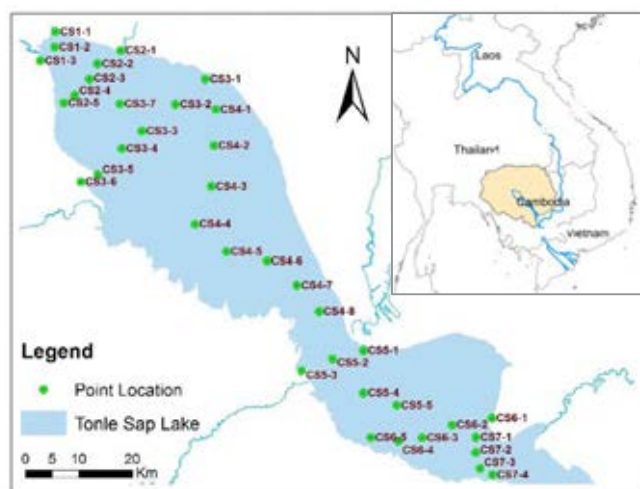 CS1-1
CS1-2
CS1-3
CS2-1
CS2-2
CS2-3
CS2-4
CS2-5
CS3-7
CS3-1
CS3-2
CS4-1
CS3-3
CS3-4
CS4-2
CS3-5
CS3-6
CS4-3
CS4-4
CS4-5
CS4-6
CS4-7
CS4-8
CS5-1
CS5-2
CS5-3
CS5-4
CS5-5
CS6-1
CS6-2
CS6-3
CS6-5
CS6-4
CS7-1
CS7-2
CS7-3
CS7-4
N
Laos
Thailand
Cambodia
Vietnam
Legend
Point Location
Tonle Sap Lake
0 5 10 20
Km